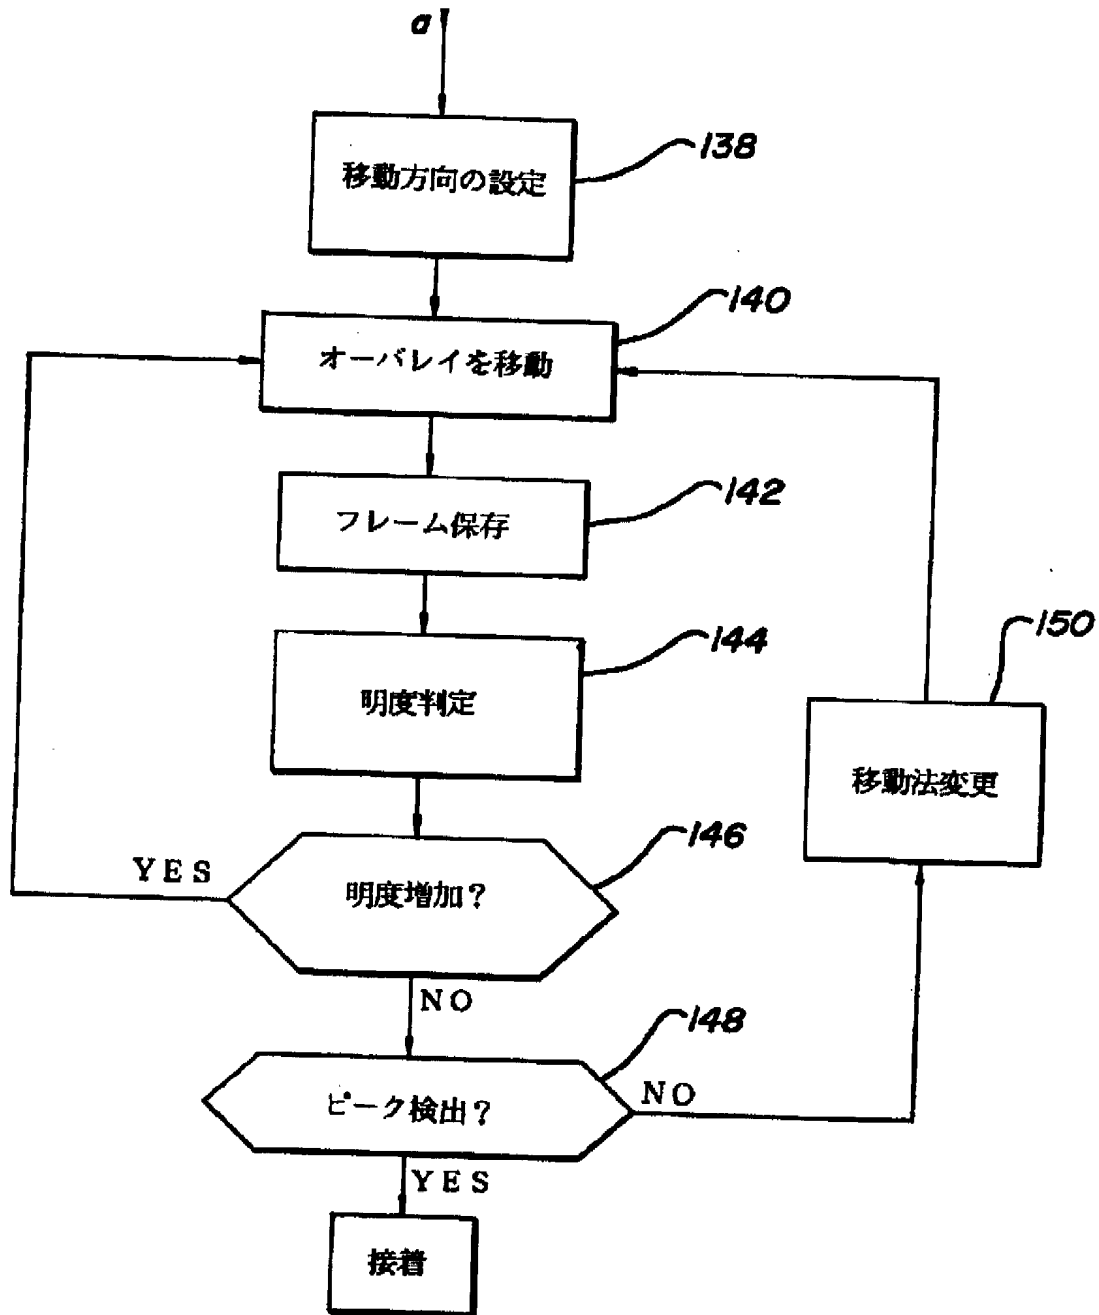 a
移動方向の設定
138
オーバレイを移動
140
フレーム保存
142
明度判定
144
150
移動法変更
明度増加?
146
YES
NO
ピーク検出?
148
NO
YES
接着